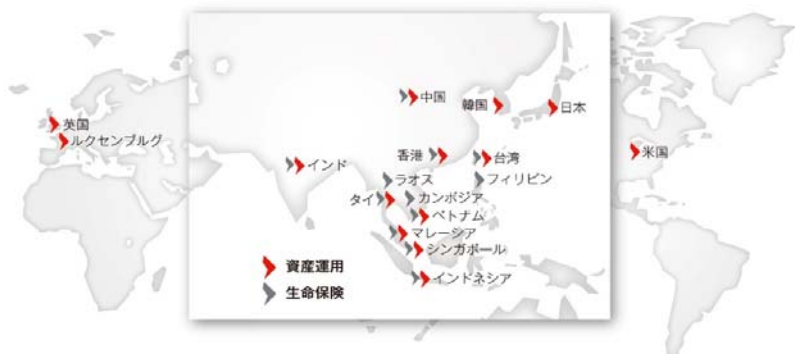 中国
韓国
日本
英国
ルクセンブルグ
香港
台湾
米国
インド
ラオス
フィリピン
タイ
カンボジア
ベトナム
マレーシア
シンガポール
資産運用
インドネシア
生命保険